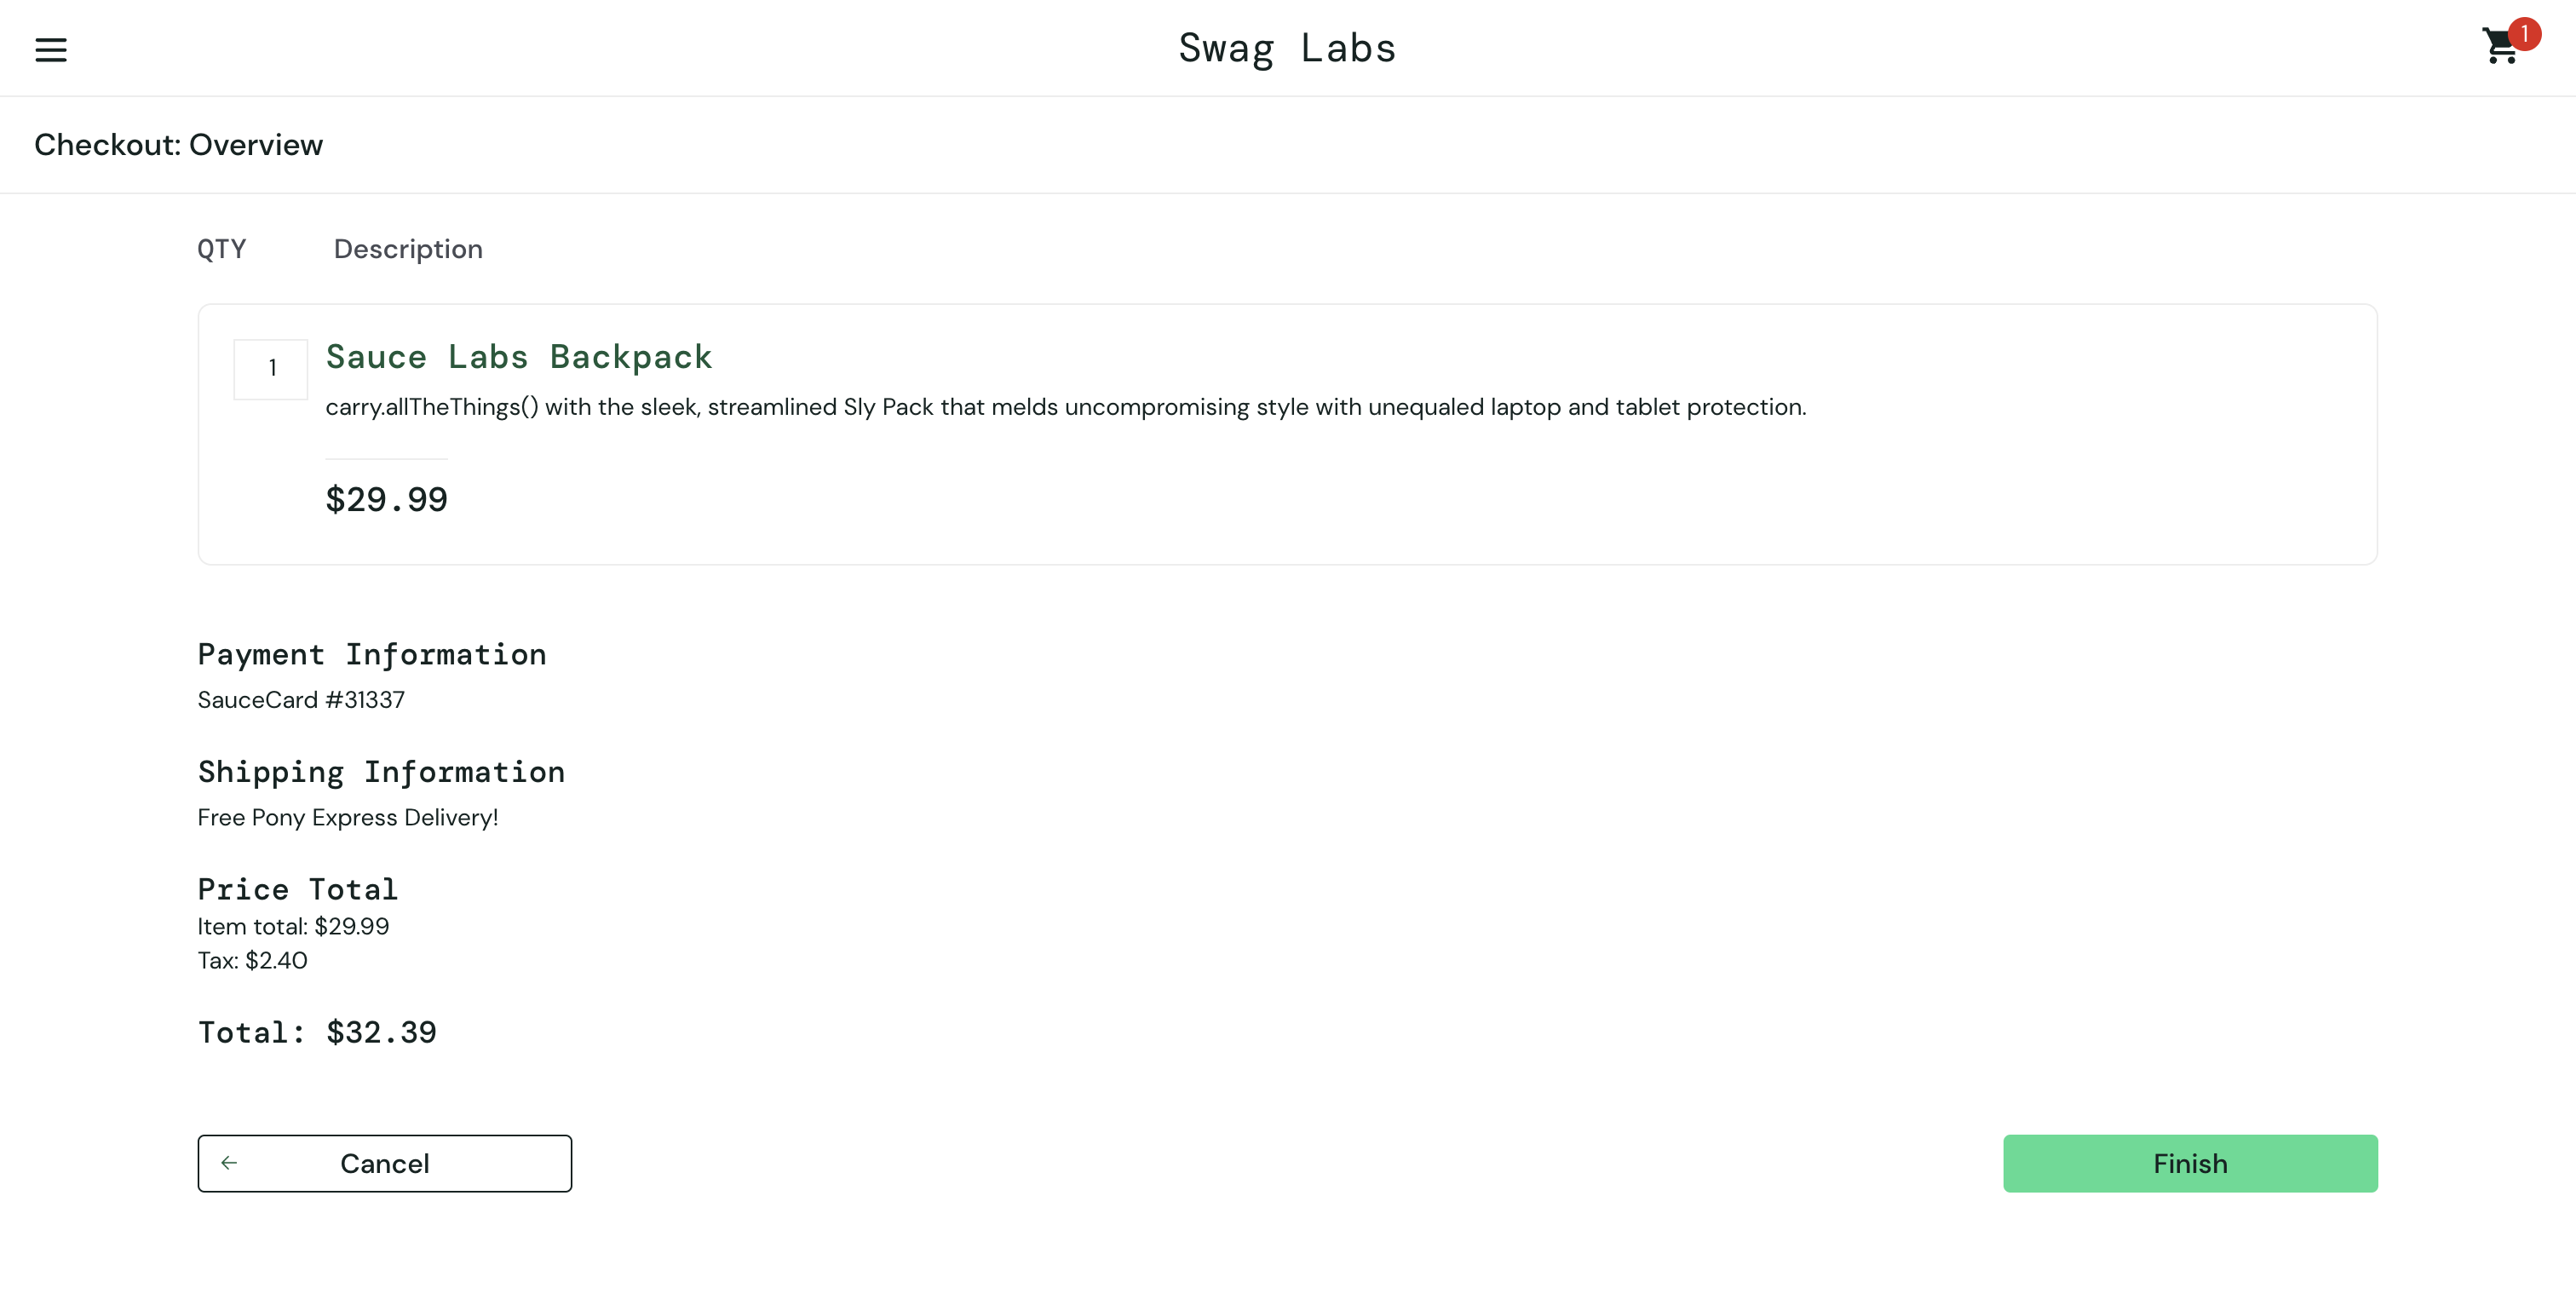 Swag Labs
1
Checkout: Overview
QTY Description
1
Sauce Labs Backpack
carry.allTheThings() with the sleek, streamlined Sly Pack that melds uncompromising style with unequaled laptop and tablet protection.
$29.99
Payment Information
SauceCard #31337
Shipping Information
Free Pony Express Delivery!
Price Total
Item total: $29.99
Tax: $2.40
Total: $32.39
Cancel
Finish